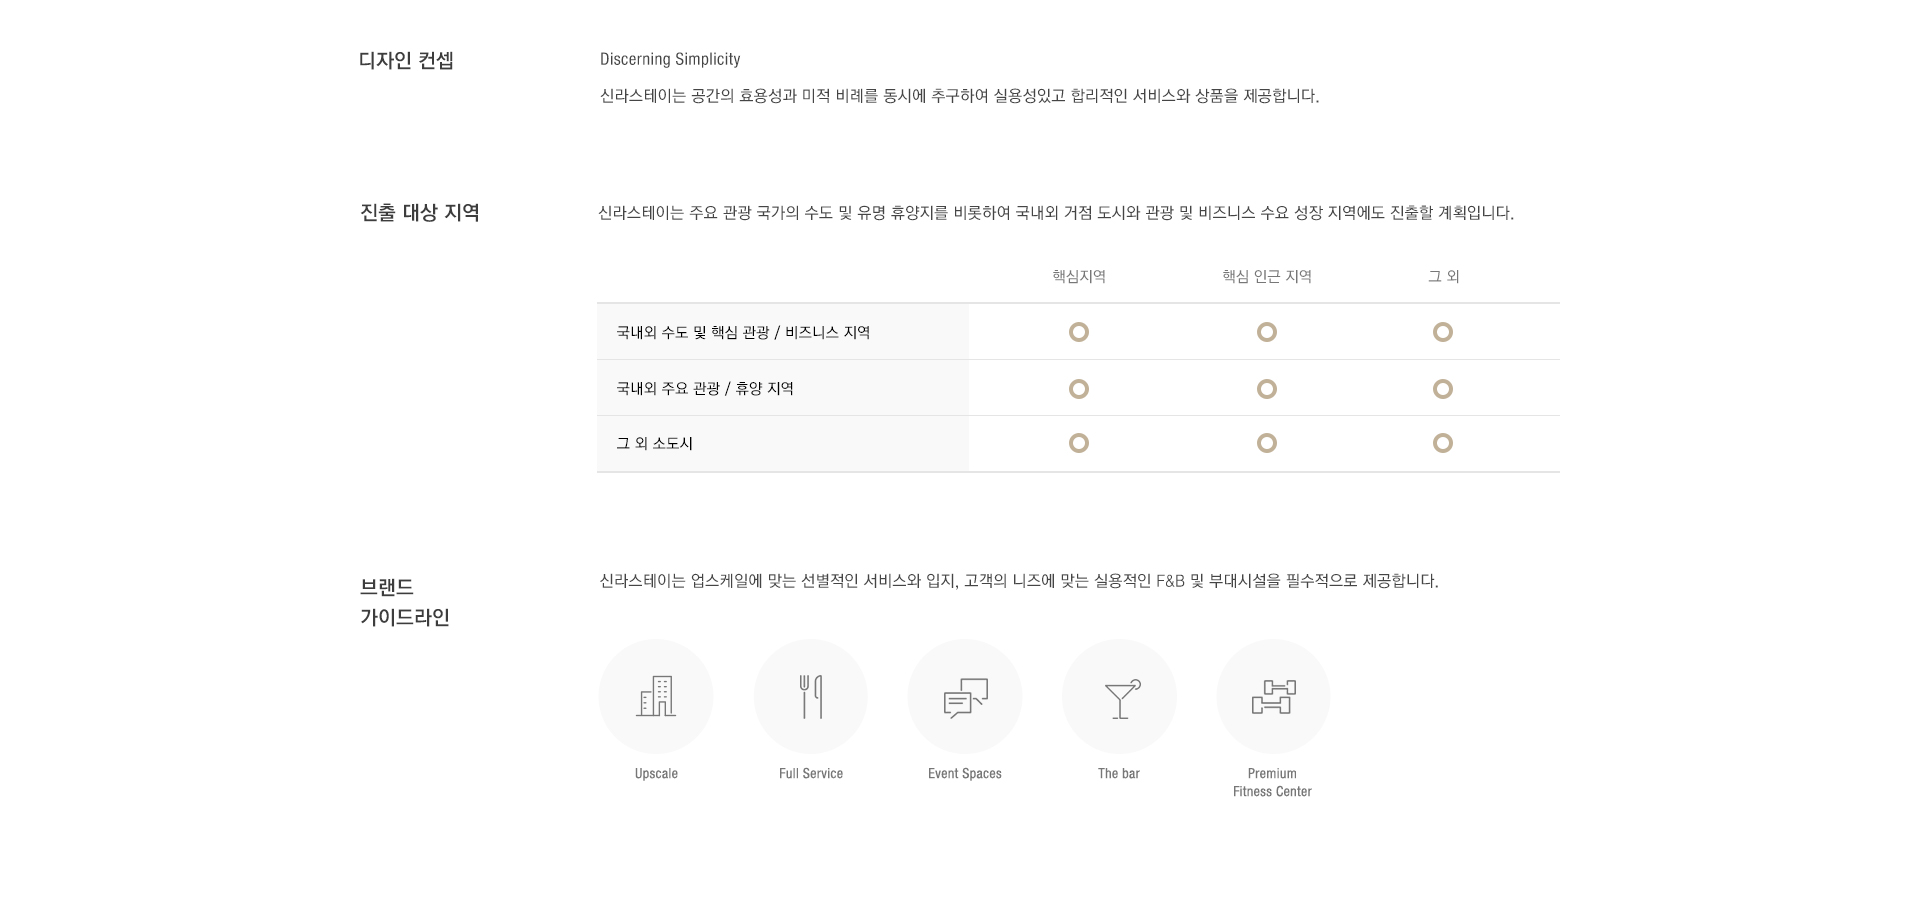 디자인 컨셉
Discerning Simplicity
신라스테이는 공간의 효용성과 미적 비례를 동시에 추구하여 실용성있고 합리적인 서비스와 상품을 제공합니다.
진출 대상 지역
신라스테이는 주요 관광 국가의 수도 및 유명 휴양지를 비롯하여 국내외 거점 도시와 관광 및 비즈니스 수요 성장 지역에도 진출할 계획입니다.
핵심지역 핵심 인근 지역 그 외
국내외 수도 및 핵심 관광 / 비즈니스 지역
국내외 주요 관광 / 휴양 지역
그 외 소도시
브랜드
가이드라인
신라스테이는 업스케일에 맞는 선별적인 서비스와 입지, 고객의 니즈에 맞는 실용적인 F&B 및 부대시설을 필수적으로 제공합니다.
Upscale
Full Service
Event Spaces
The bar
Premium
Fitness Center